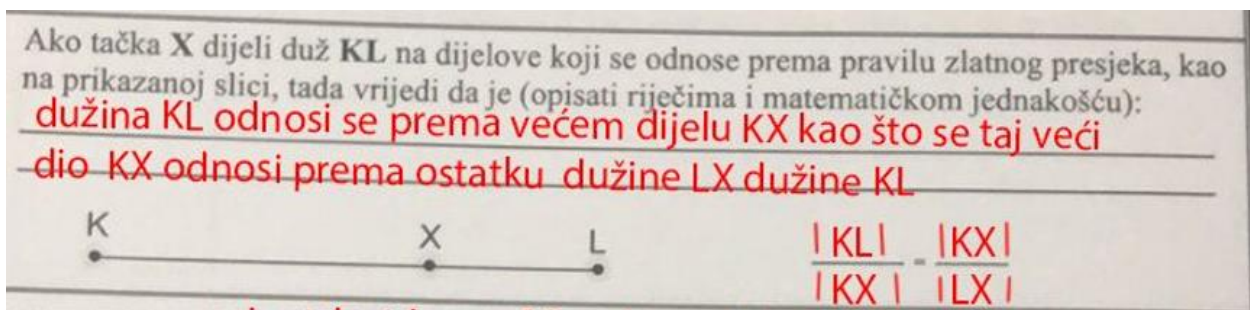 Ako tačka X dijeli duž KL na dijelove koji se odnose prema pravilu zlatnog presjeka, kao
na prikazanoj slici, tada vrijedi da je (opisati riječima i matematičkom jednakošću):
dužina KL odnosi se prema većem dijelu KX kao što se taj veći
dio KX odnosi prema ostatku dužine LX dužine KL
K X L
|KL| / |KX| - |KX| / |LX|